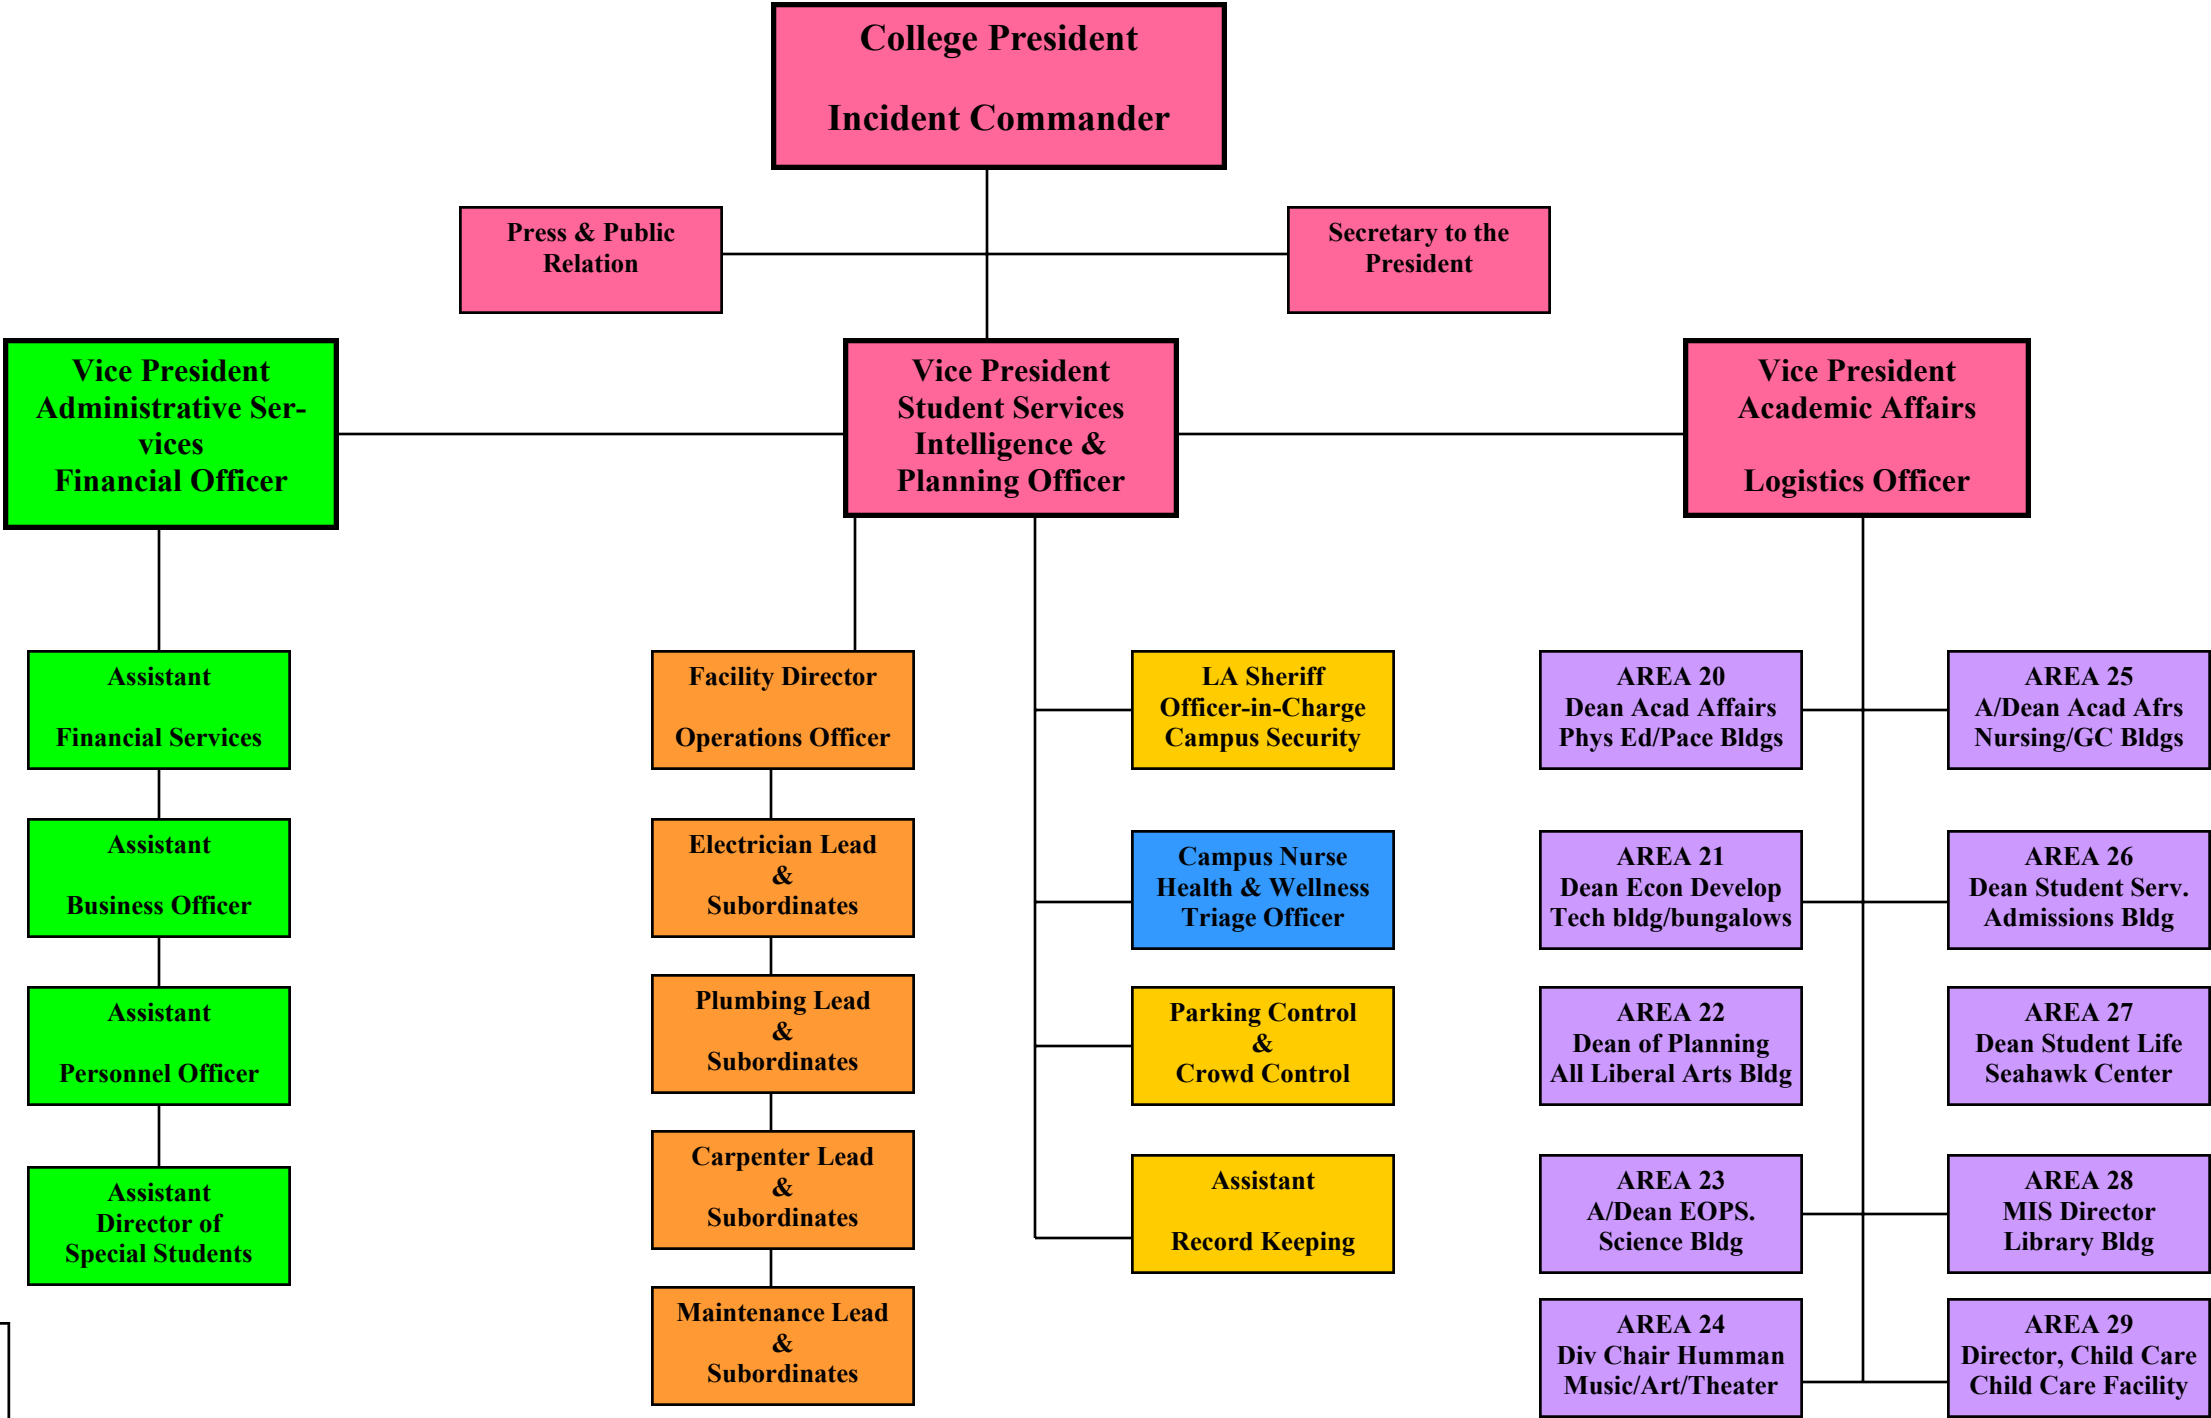 College President
Incident Commander
Press & Public
Relation
Secretary to the
President
Vice President
Administrative Ser-
vices
Financial Officer
Vice President
Student Services
Intelligence &
Planning Officer
Vice President
Academic Affairs
Logistics Officer
Assistant
Financial Services
Assistant
Business Officer
Assistant
Personnel Officer
Assistant
Director of
Special Students
Facility Director
Operations Officer
Electrician Lead
&
Subordinates
Plumbing Lead
&
Subordinates
Carpenter Lead
&
Subordinates
Maintenance Lead
&
Subordinates
LA Sheriff
Officer-in-Charge
Campus Security
Campus Nurse
Health & Wellness
Triage Officer
Parking Control
&
Crowd Control
Assistant
Record Keeping
AREA 20
Dean Acad Affairs
Phys Ed/Pace Bldgs
AREA 21
Dean Econ Develop
Tech bldg/bungalows
AREA 22
Dean of Planning
All Liberal Arts Bldg
AREA 23
A/Dean EOPS.
Science Bldg
AREA 24
Div Chair Humman
Music/Art/Theater
AREA 25
A/Dean Acad Afrs
Nursing/GC Bldgs
AREA 26
Dean Student Serv.
Admissions Bldg
AREA 27
Dean Student Life
Seahawk Center
AREA 28
MIS Director
Library Bldg
AREA 29
Director, Child Care
Child Care Facility